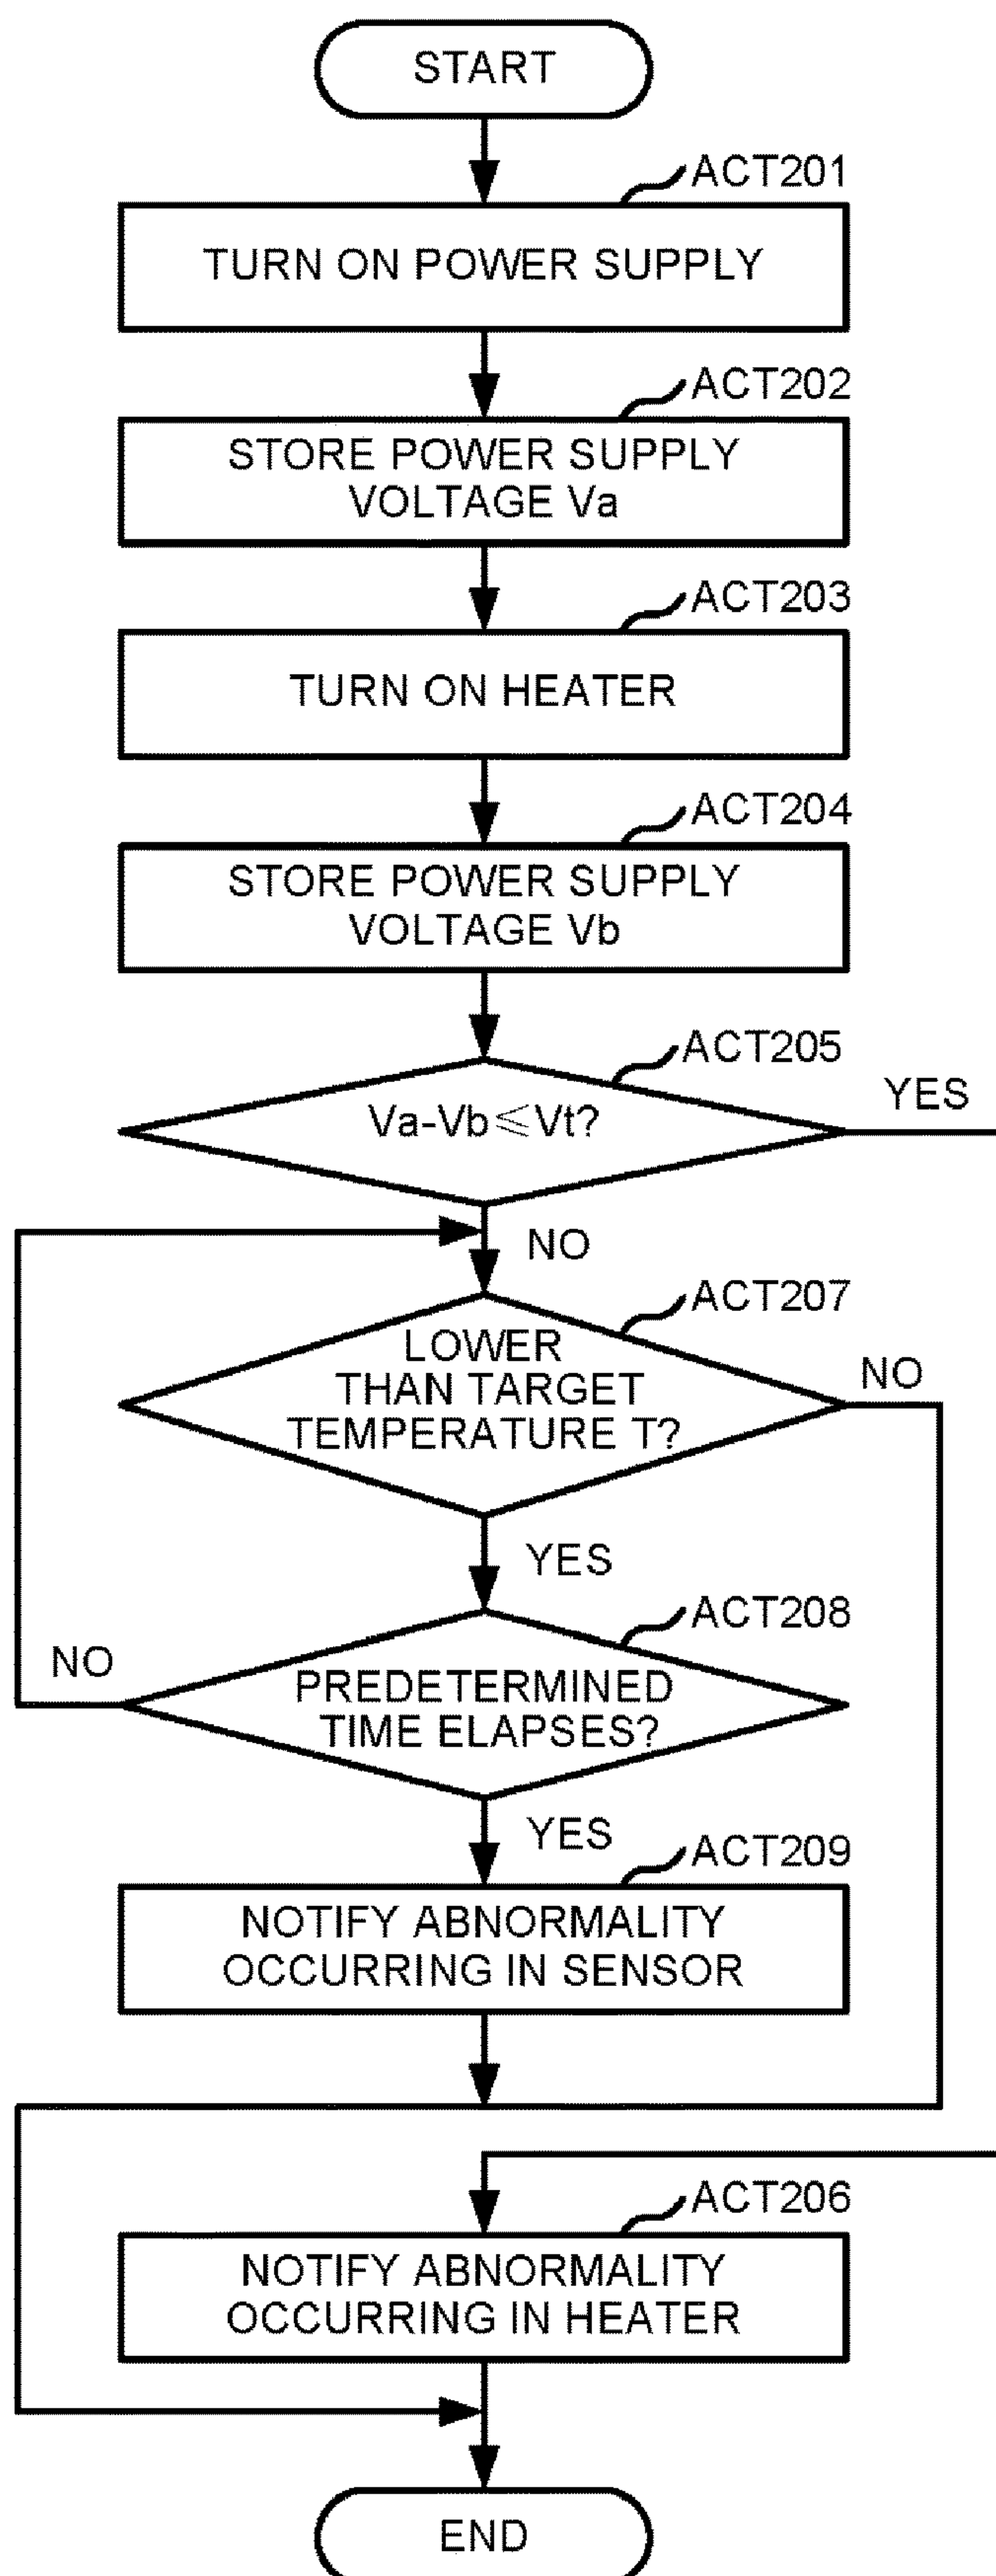 START
ACT201
TURN ON POWER SUPPLY
ACT202
STORE POWER SUPPLY
VOLTAGE Va
ACT203
TURN ON HEATER
ACT204
STORE POWER SUPPLY
VOLTAGE Vb
ACT205
Va-Vb≦Vt?
YES
NO
ACT207
LOWER
THAN TARGET
TEMPERATURE T?
NO
YES
ACT208
NO
PREDETERMINED
TIME ELAPSES?
YES
ACT209
NOTIFY ABNORMALITY
OCCURRING IN SENSOR
ACT206
NOTIFY ABNORMALITY
OCCURRING IN HEATER
END